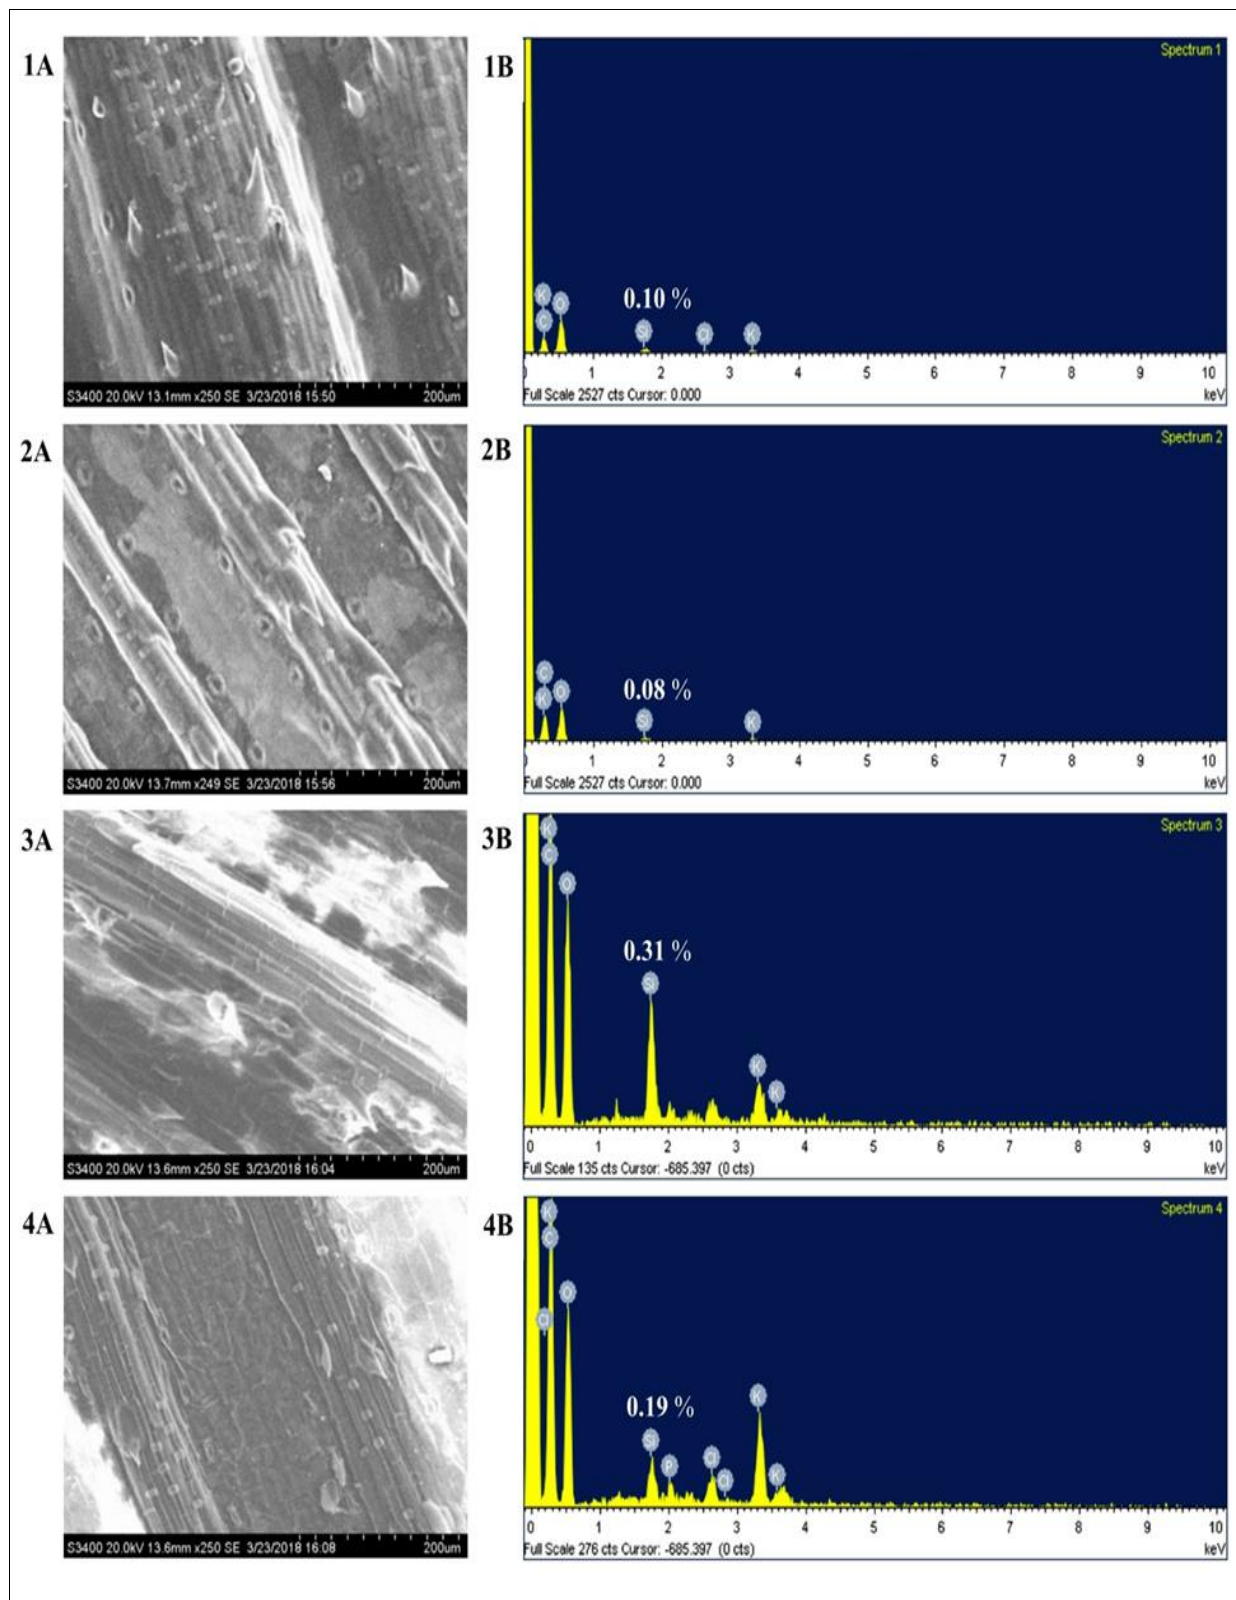 1A
S3400 20.0kV 13.1mm x250 SE 3/23/2018 15:50 200um
1B
Spectrum 1
K
C
O
0.10 %
Si
Cl
K
0 1 2 3 4 5 6 7 8 9 10
Full Scale 2527 cts Cursor: 0.000 keV
2A
S3400 20.0kV 13.7mm x249 SE 3/23/2018 15:56 200um
2B
Spectrum 2
C
K
O
0.08 %
Si
K
0 1 2 3 4 5 6 7 8 9 10
Full Scale 2527 cts Cursor: 0.000 keV
3A
S3400 20.0kV 13.6mm x250 SE 3/23/2018 16:04 200um
3B
Spectrum 3
K
C
O
0.31 %
Si
K
K
0 1 2 3 4 5 6 7 8 9 10
Full Scale 135 cts Cursor: -685.397 (0 cts) keV
4A
S3400 20.0kV 13.6mm x250 SE 3/23/2018 16:08 200um
4B
Spectrum 4
K
C
Cl
O
0.19 %
Si
P
Cl
Cl
K
K
0 1 2 3 4 5 6 7 8 9 10
Full Scale 276 cts Cursor: -685.397 (0 cts) keV